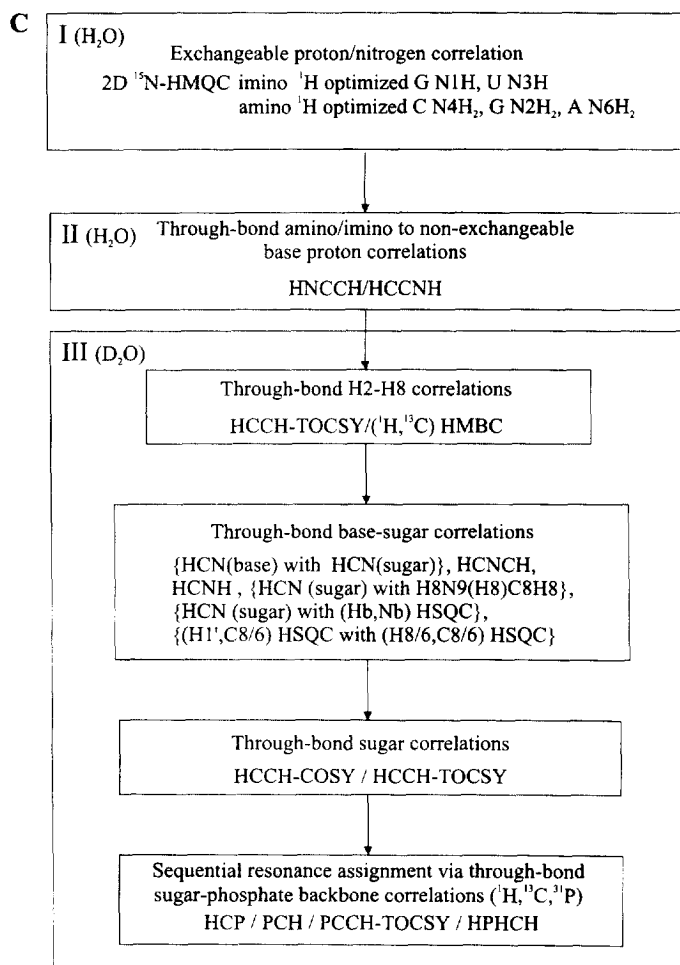 C
I (H₂O)
Exchangeable proton/nitrogen correlation
2D ¹⁵N-HMQC imino ¹H optimized G N1H, U N3H
amino ¹H optimized C N4H₂, G N2H₂, A N6H₂
II (H₂O)
Through-bond amino/imino to non-exchangeable
base proton correlations
HNCCH/HCCNH
III (D₂O)
Through-bond H2-H8 correlations
HCCH-TOCSY/(¹H,¹³C) HMBC
Through-bond base-sugar correlations
{HCN(base) with HCN(sugar)}, HCNCH,
HCNH , {HCN (sugar) with H8N9(H8)C8H8},
{HCN (sugar) with (Hb,Nb) HSQC},
{(H1',C8/6) HSQC with (H8/6,C8/6) HSQC}
Through-bond sugar correlations
HCCH-COSY / HCCH-TOCSY
Sequential resonance assignment via through-bond
sugar-phosphate backbone correlations (¹H,¹³C,³¹P)
HCP / PCH / PCCH-TOCSY / HPHCH